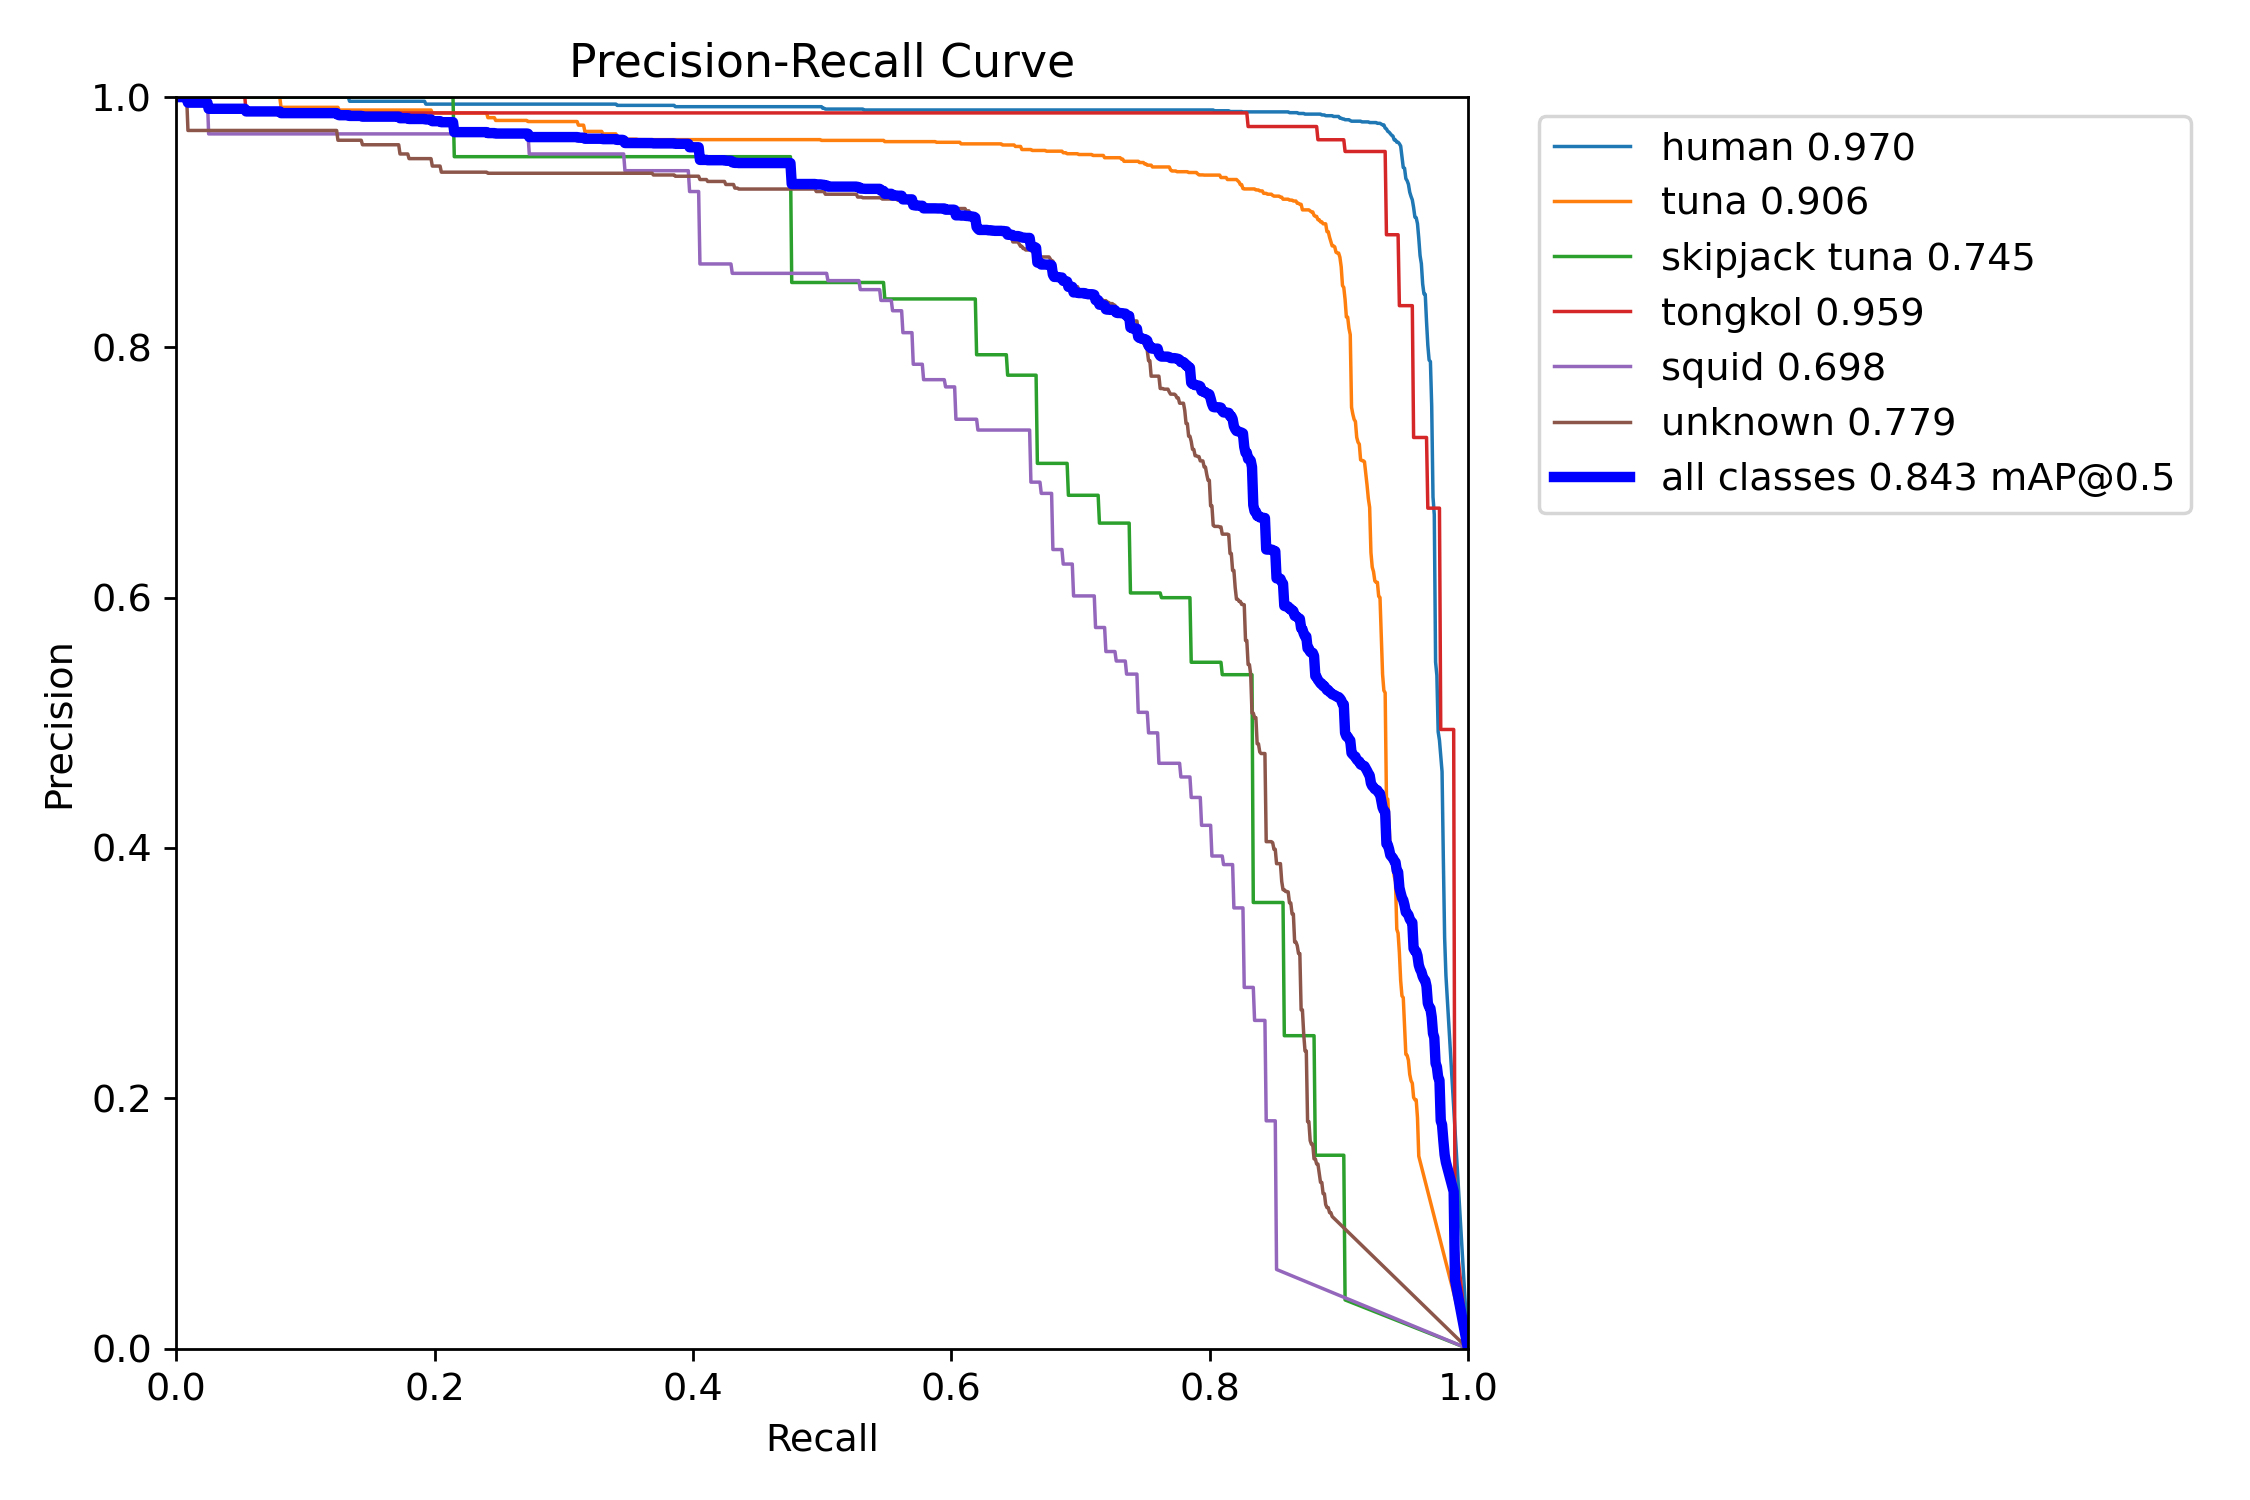 Precision-Recall Curve
1.0
0.8
0.6
0.4
0.2
0.0
0.0 0.2 0.4 0.6 0.8 1.0
Precision
Recall
human 0.970
tuna 0.906
skipjack tuna 0.745
tongkol 0.959
squid 0.698
unknown 0.779
all classes 0.843 mAP@0.5